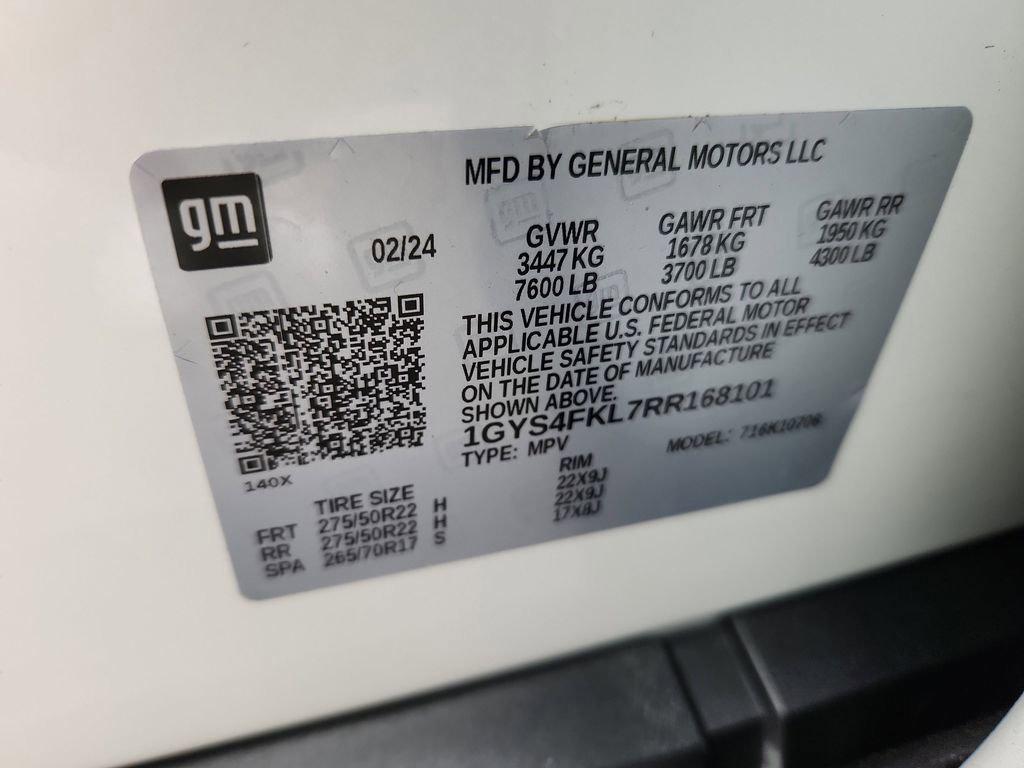 gm
MFD BY GENERAL MOTORS LLC
02/24
GVWR GAWR FRT GAWR RR
3447 KG 1678 KG 1950 KG
7600 LB 3700 LB 4300 LB
THIS VEHICLE CONFORMS TO ALL
APPLICABLE U.S. FEDERAL MOTOR
VEHICLE SAFETY STANDARDS IN EFFECT
ON THE DATE OF MANUFACTURE
SHOWN ABOVE.
1GYS4FKL7RR168101
TYPE: MPV MODEL: 716K10706
140X
TIRE SIZE RIM
FRT 275/50R22 H 22X9J
RR 275/50R22 H 22X9J
SPA 265/70R17 S 17X8J